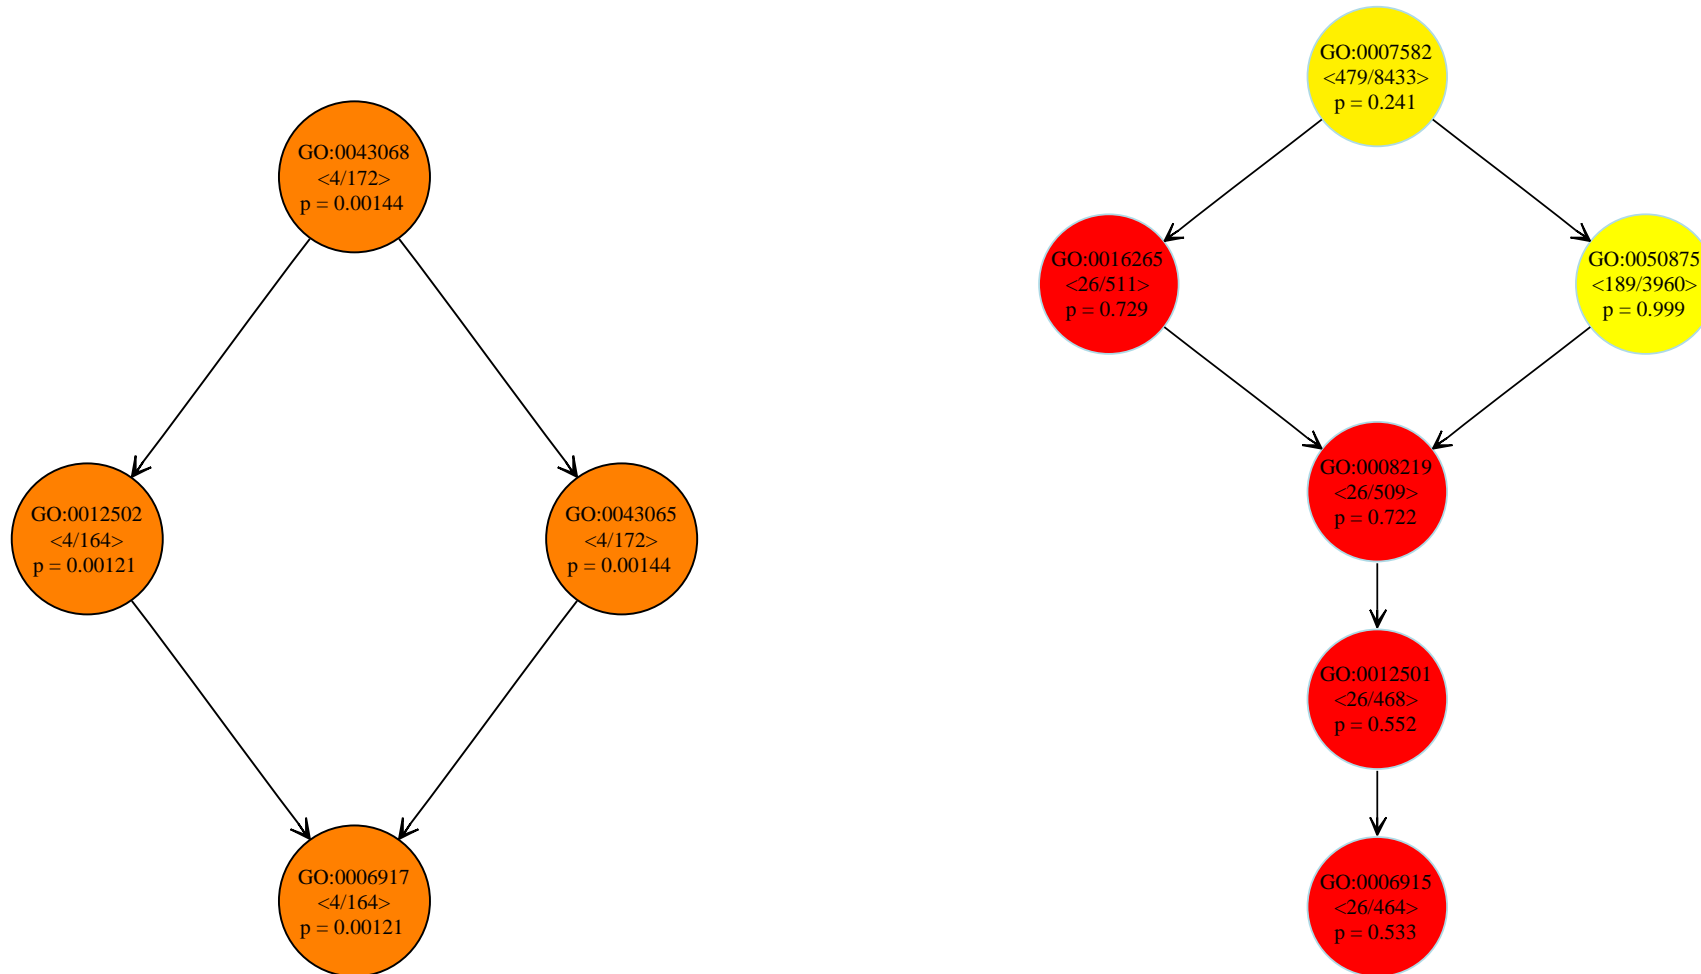 GO:0043068
<4/172>
p = 0.00144
GO:0012502
<4/164>
p = 0.00121
GO:0043065
<4/172>
p = 0.00144
GO:0006917
<4/164>
p = 0.00121
GO:0007582
<479/8433>
p = 0.241
GO:0016265
<26/511>
p = 0.729
GO:0050875
<189/3960>
p = 0.999
GO:0008219
<26/509>
p = 0.722
GO:0012501
<26/468>
p = 0.552
GO:0006915
<26/464>
p = 0.533